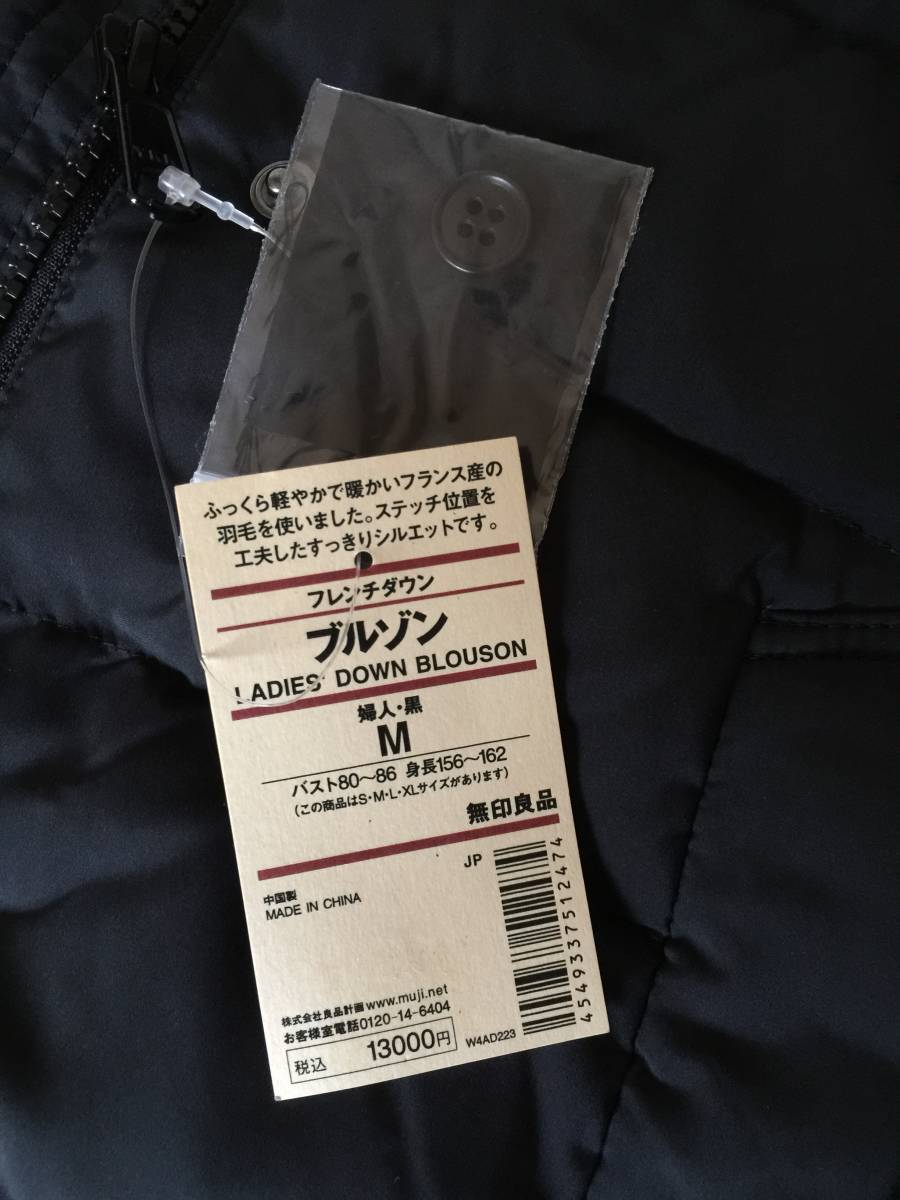 ふっくら軽やかで暖かいフランス産の
羽毛を使いました。ステッチ位置を
工夫したすっきりシルエットです。
フレンチダウン
ブルゾン
LADIES' DOWN BLOUSON
婦人・黒
M
バスト80〜86 身長156〜162
(この商品はS・M・L・XLサイズがあります)
無印良品
JP
中国製
MADE IN CHINA
4549337512474
株式会社良品計画 www.muji.net
お客様室電話0120-14-6404
税込 13000円
W4AD223